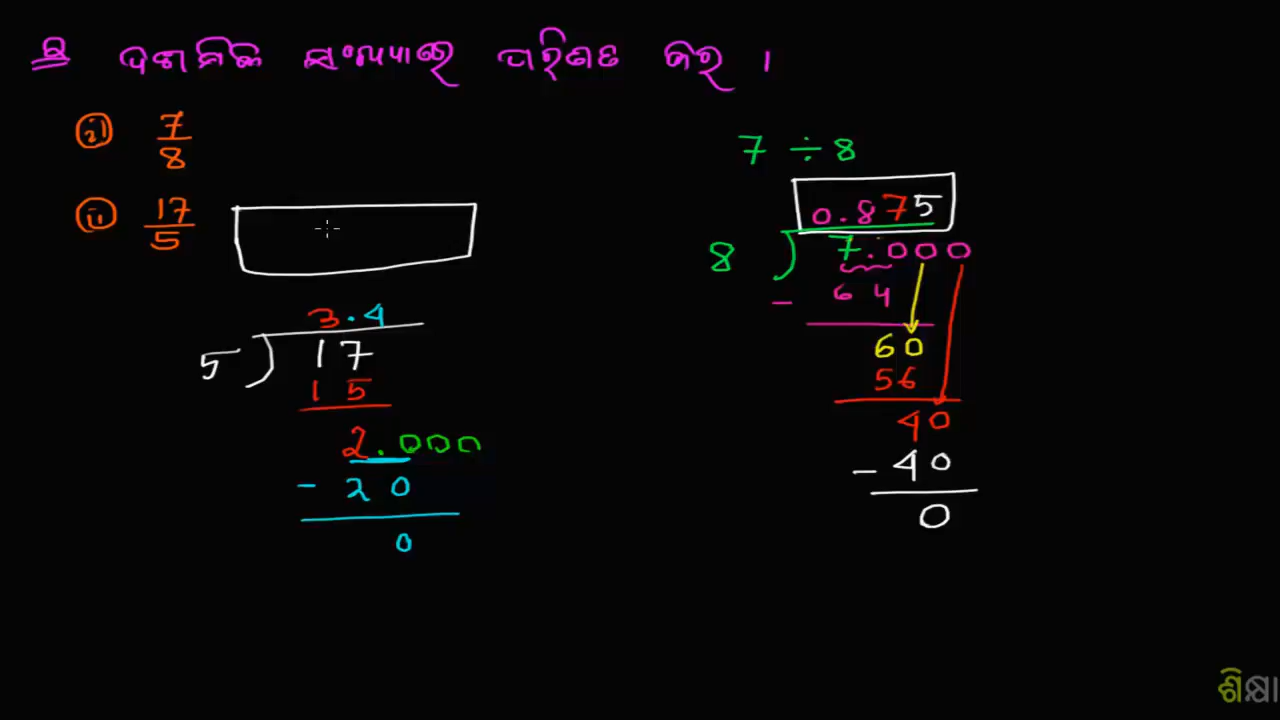 ଛ ଦଶମିକ ସଂଖ୍ୟାରେ ପରିଣତ କର ।
i) 7/8
ii 17/5
3.4
5 ) 17
15
2.000
- 20
0
7 ÷ 8
0.875
8 ) 7.000
- 64
60
56
40
- 40
0
ଶିକ୍ଷା